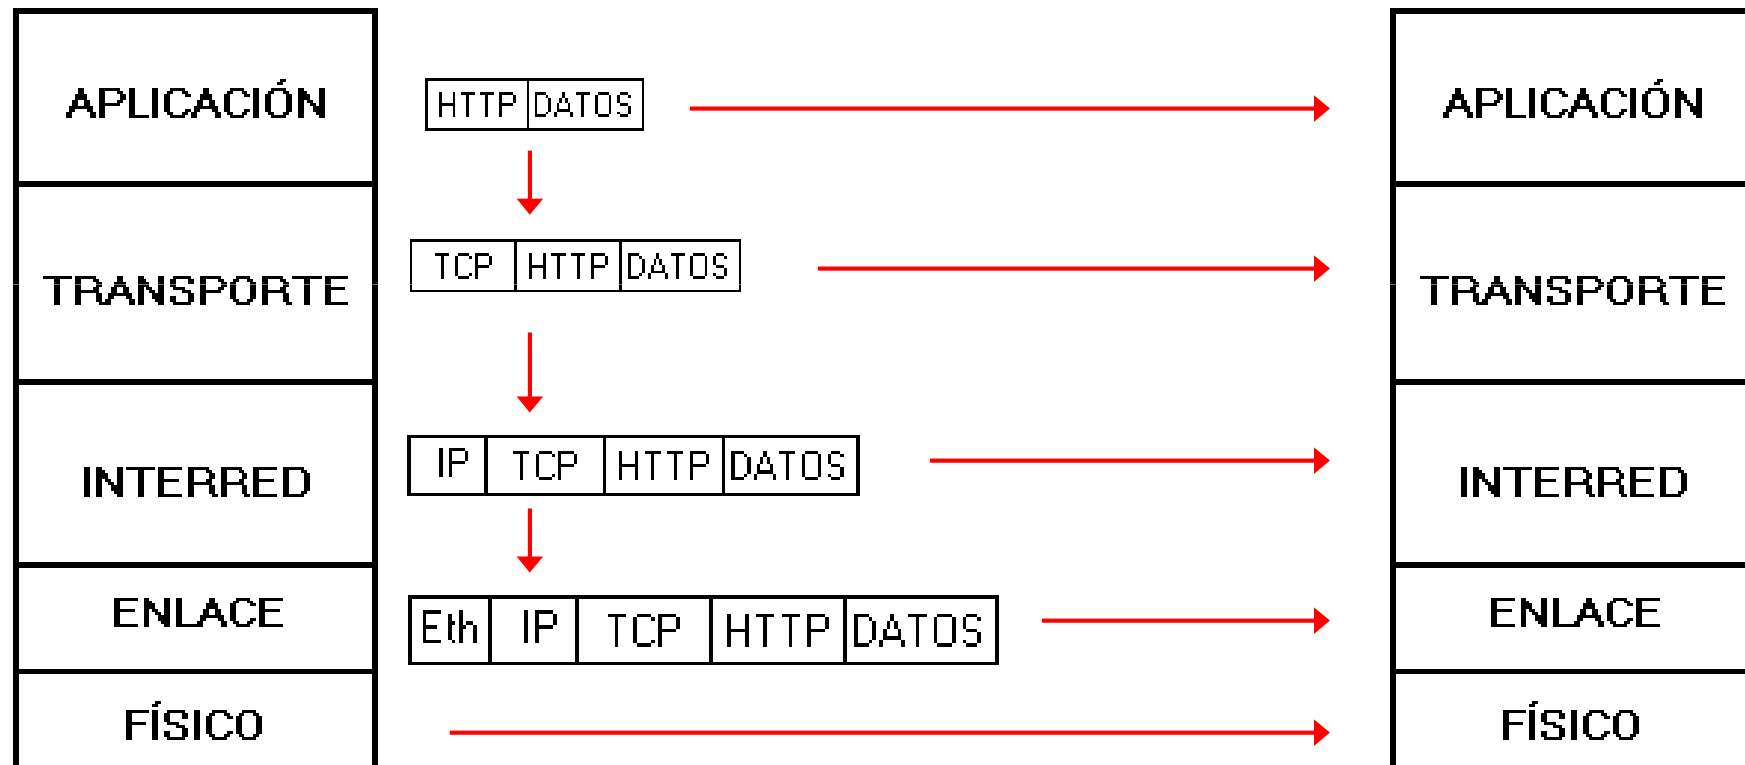 APLICACIÓN
HTTP DATOS
APLICACIÓN
TRANSPORTE
TCP HTTP DATOS
TRANSPORTE
INTERRED
IP TCP HTTP DATOS
INTERRED
ENLACE
Eth IP TCP HTTP DATOS
ENLACE
FÍSICO
FÍSICO